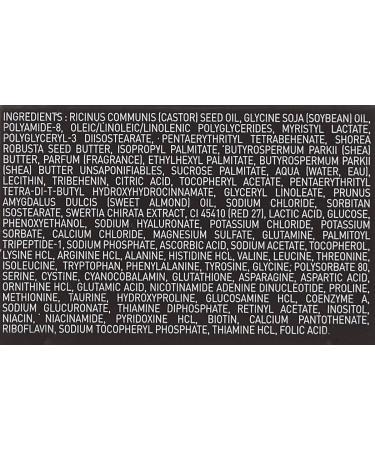 INGREDIENTS : RICINUS COMMUNIS (CASTOR) SEED OIL, GLYCINE SOJA (SOYBEAN) OIL,
POLYAMIDE-8, OLEIC/LINOLEIC/LINOLENIC POLYGLYCERIDES, MYRISTYL LACTATE,
POLYGLYCERYL-3 DIISOSTEARATE, PENTAERYTHRITYL TETRABEHENATE, SHOREA
ROBUSTA SEED BUTTER, ISOPROPYL PALMITATE, BUTYROSPERMUM PARKII (SHEA)
BUTTER, PARFUM (FRAGRANCE), ETHYLHEXYL PALMITATE, BUTYROSPERMUM PARKII
(SHEA) BUTTER UNSAPONIFIABLES, SUCROSE PALMITATE, AQUA (WATER, EAU),
LECITHIN, TRIBEHENIN, CITRIC ACID, TOCOPHERYL ACETATE, PENTAERYTHRITYL
TETRA-DI-T-BUTYL HYDROXYHYDROCINNAMATE, GLYCERYL LINOLEATE, PRUNUS
AMYGDALUS DULCIS (SWEET ALMOND) OIL, SODIUM CHLORIDE, SORBITAN
ISOSTEARATE, SWERTIA CHIRATA EXTRACT, CI 45410 (RED 27), LACTIC ACID, GLUCOSE,
PHENOXYETHANOL, SODIUM HYALURONATE, POTASSIUM CHLORIDE, POTASSIUM
SORBATE, CALCIUM CHLORIDE, MAGNESIUM SULFATE, GLUTAMINE, PALMITOYL
TRIPEPTIDE-1, SODIUM PHOSPHATE, ASCORBIC ACID, SODIUM ACETATE, TOCOPHEROL,
LYSINE HCL, ARGININE HCL, ALANINE, HISTIDINE HCL, VALINE, LEUCINE, THREONINE,
ISOLEUCINE, TRYPTOPHAN, PHENYLALANINE, TYROSINE, GLYCINE, POLYSORBATE 80,
SERINE, CYSTINE, CYANOCOBALAMIN, GLUTATHIONE, ASPARAGINE, ASPARTIC ACID,
ORNITHINE HCL, GLUTAMIC ACID, NICOTINAMIDE ADENINE DINUCLEOTIDE, PROLINE,
METHIONINE, TAURINE, HYDROXYPROLINE, GLUCOSAMINE HCL, COENZYME A,
SODIUM GLUCURONATE, THIAMINE DIPHOSPHATE, RETINYL ACETATE, INOSITOL,
NIACIN, NIACINAMIDE, PYRIDOXINE HCL, BIOTIN, CALCIUM PANTOTHENATE,
RIBOFLAVIN, SODIUM TOCOPHERYL PHOSPHATE, THIAMINE HCL, FOLIC ACID.